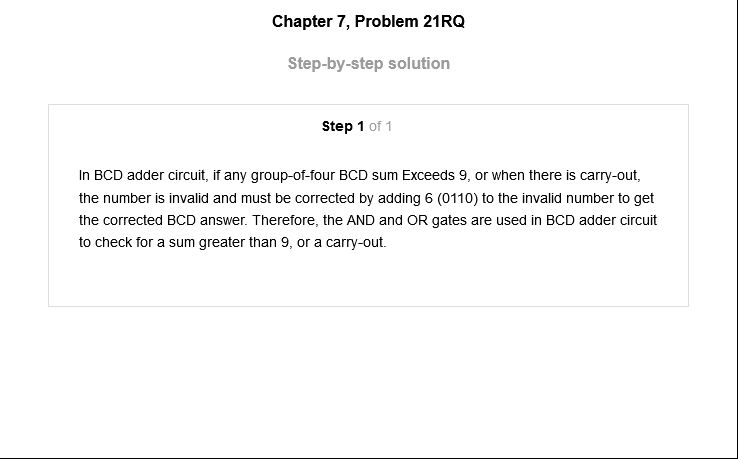 Chapter 7, Problem 21RQ
Step-by-step solution
Step 1 of 1
In BCD adder circuit, if any group-of-four BCD sum Exceeds 9, or when there is carry-out,
the number is invalid and must be corrected by adding 6 (0110) to the invalid number to get
the corrected BCD answer. Therefore, the AND and OR gates are used in BCD adder circuit
to check for a sum greater than 9, or a carry-out.